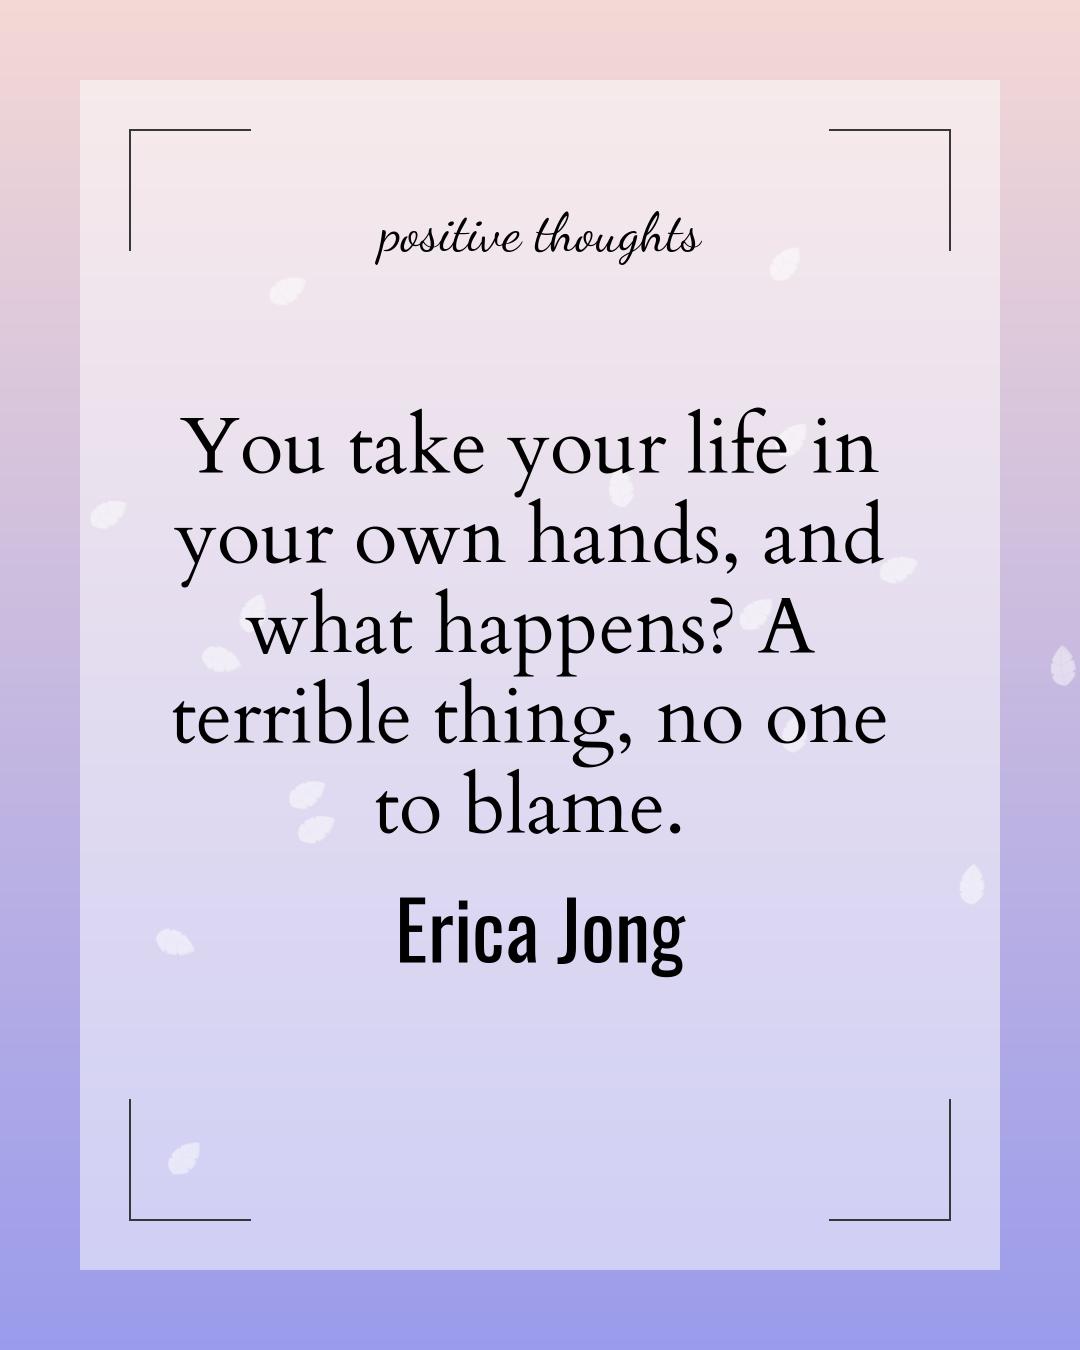 positive thoughts
You take your life in
your own hands, and
what happens? A
terrible thing, no one
to blame.
Erica Jong